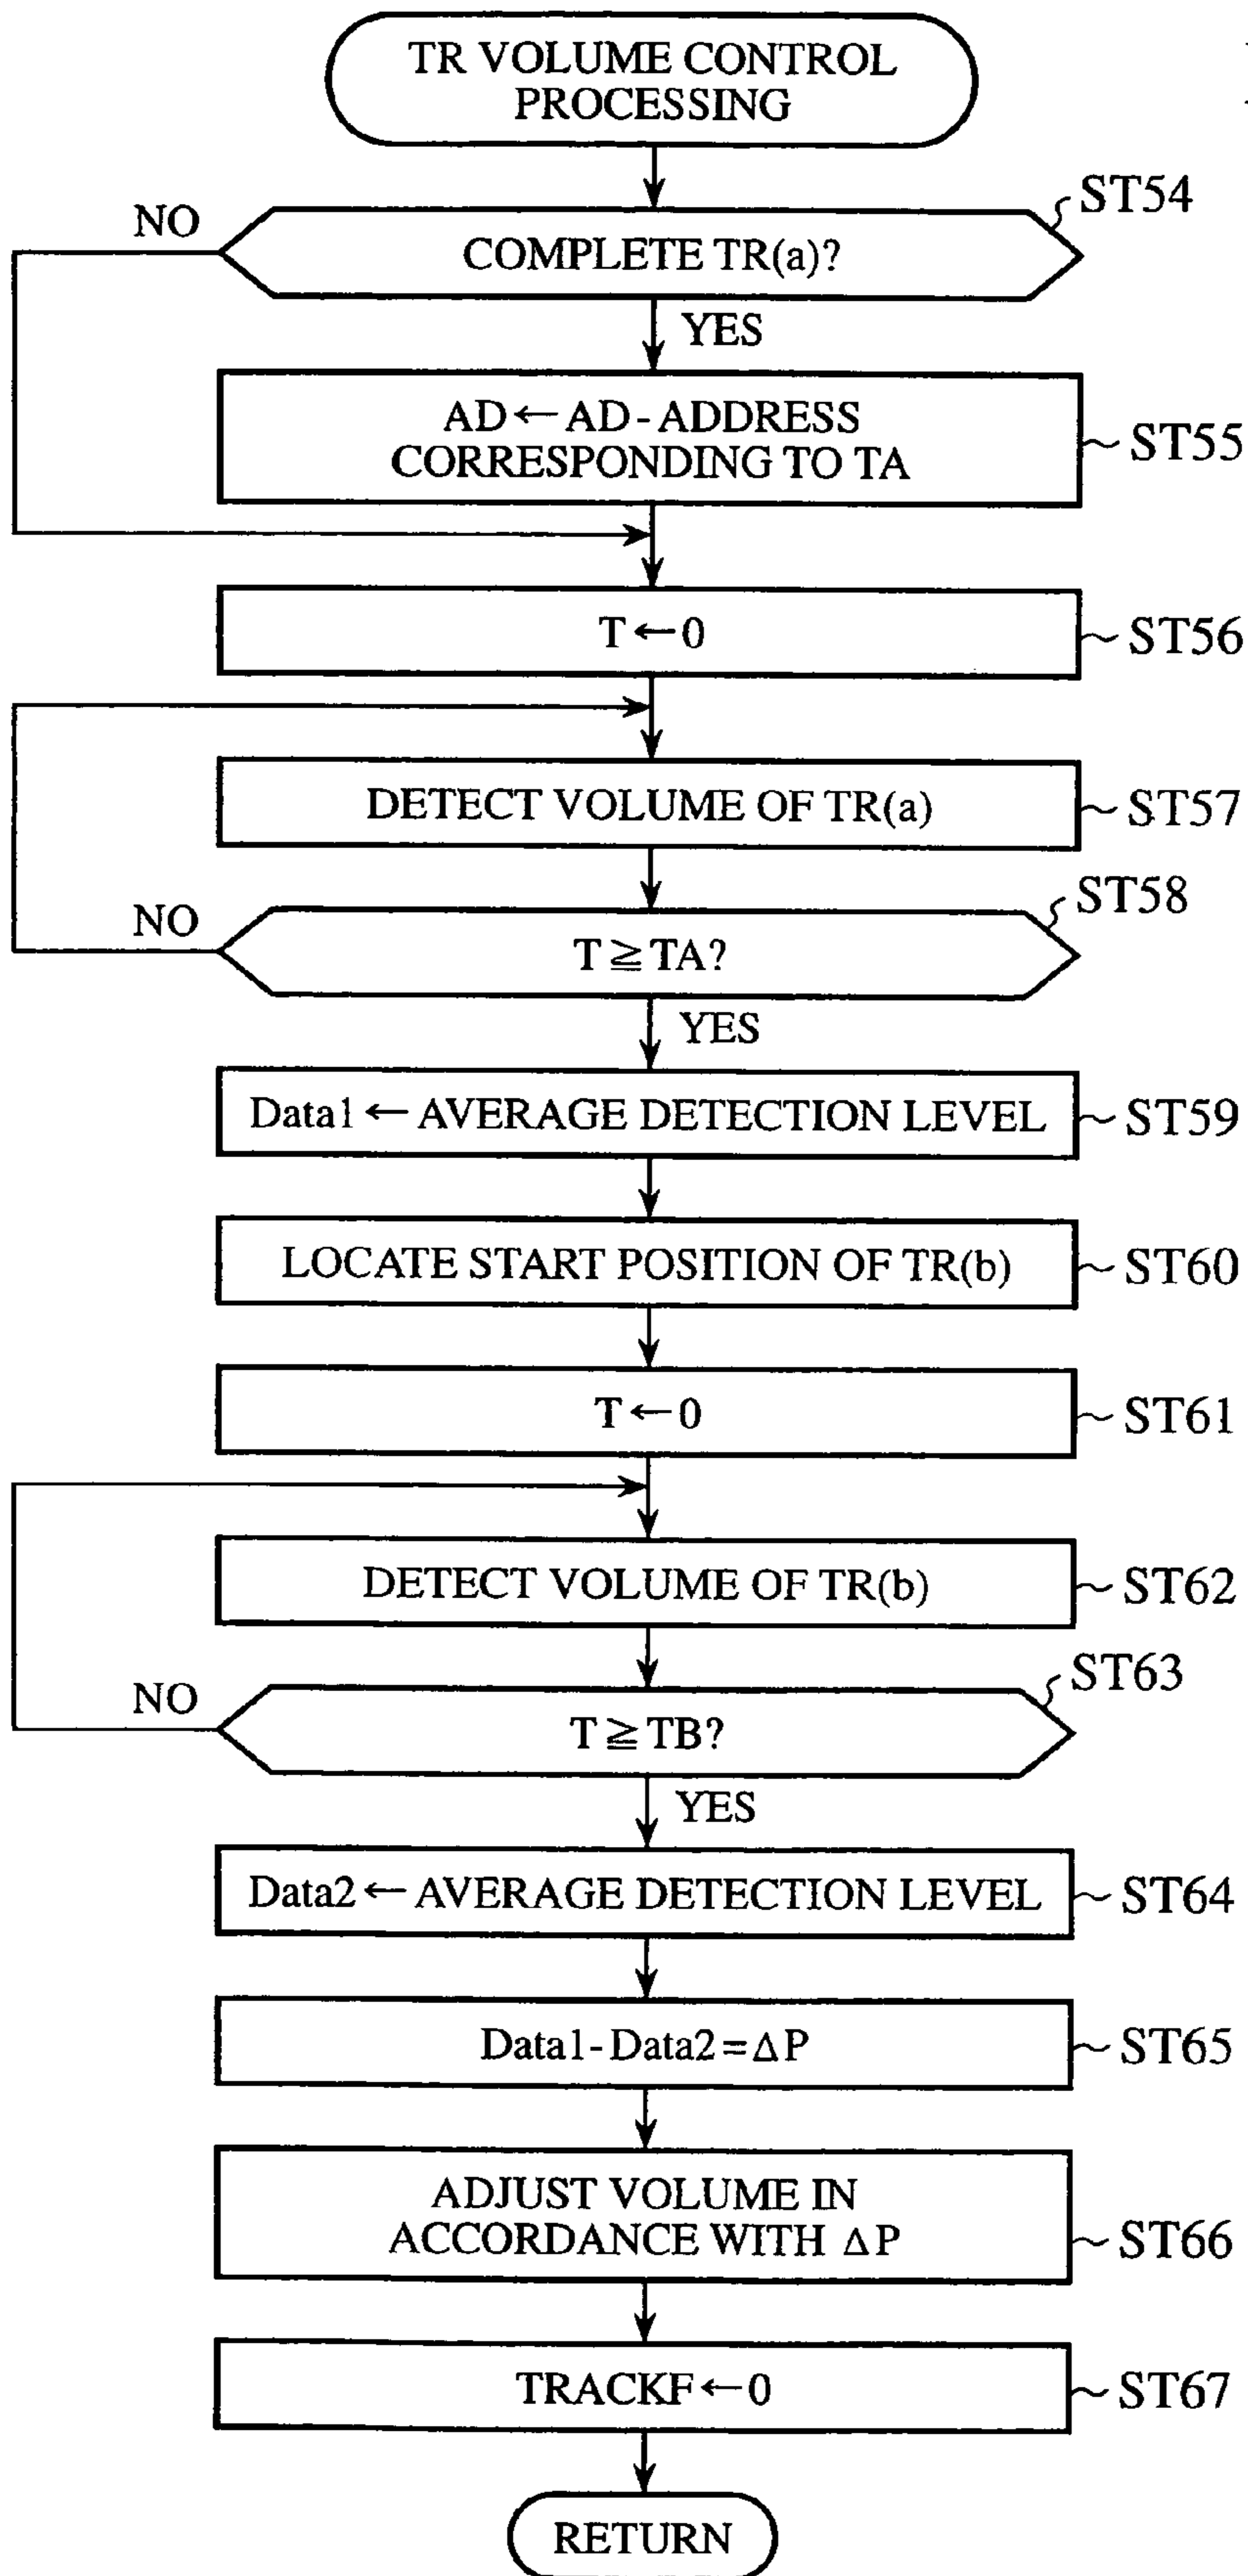 TR VOLUME CONTROL
PROCESSING
ST54
NO
COMPLETE TR(a)?
YES
AD←AD-ADDRESS
CORRESPONDING TO TA
ST55
T←0
ST56
DETECT VOLUME OF TR(a)
ST57
ST58
NO
T≧TA?
YES
Data1←AVERAGE DETECTION LEVEL
ST59
LOCATE START POSITION OF TR(b)
ST60
T←0
ST61
DETECT VOLUME OF TR(b)
ST62
ST63
NO
T≧TB?
YES
Data2←AVERAGE DETECTION LEVEL
ST64
Data1-Data2=ΔP
ST65
ADJUST VOLUME IN
ACCORDANCE WITH ΔP
ST66
TRACKF←0
ST67
RETURN